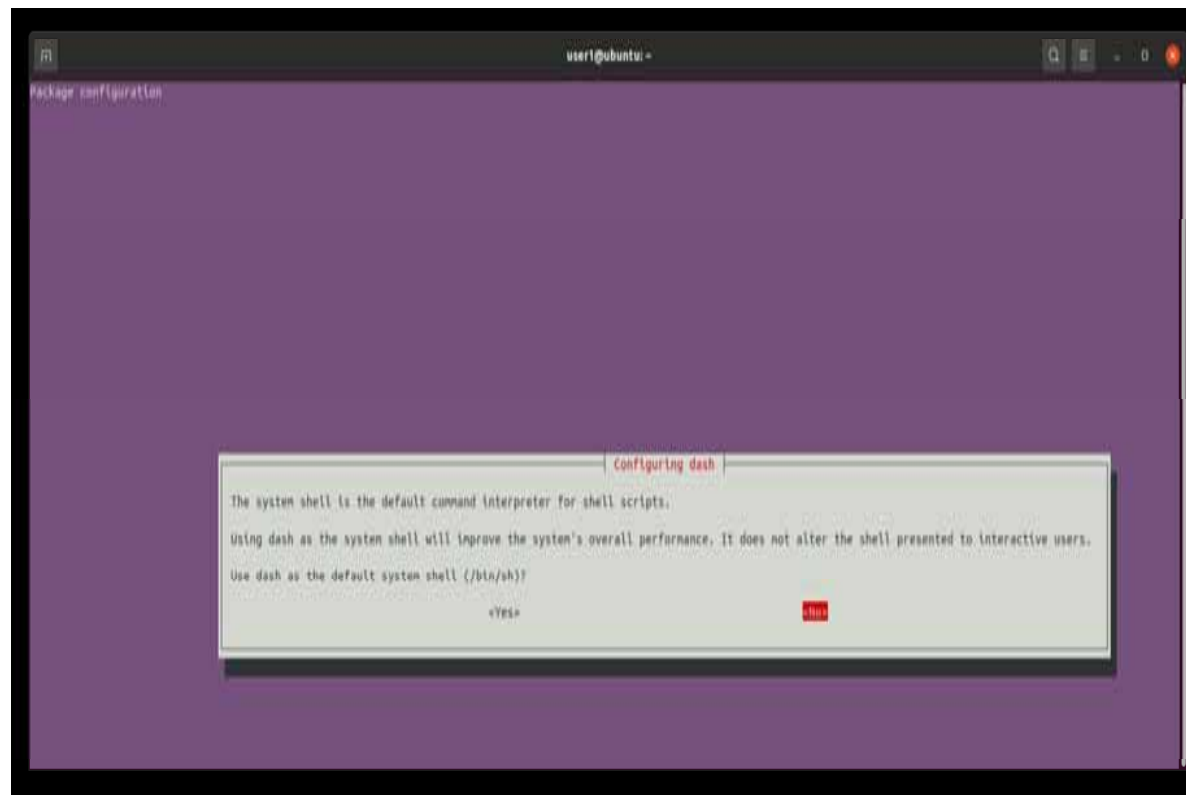 user1@ubuntu: ~
Package configuration
Configuring dash
The system shell is the default command interpreter for shell scripts.
Using dash as the system shell will improve the system's overall performance. It does not alter the shell presented to interactive users.
Use dash as the default system shell (/bin/sh)?
<Yes> <No>